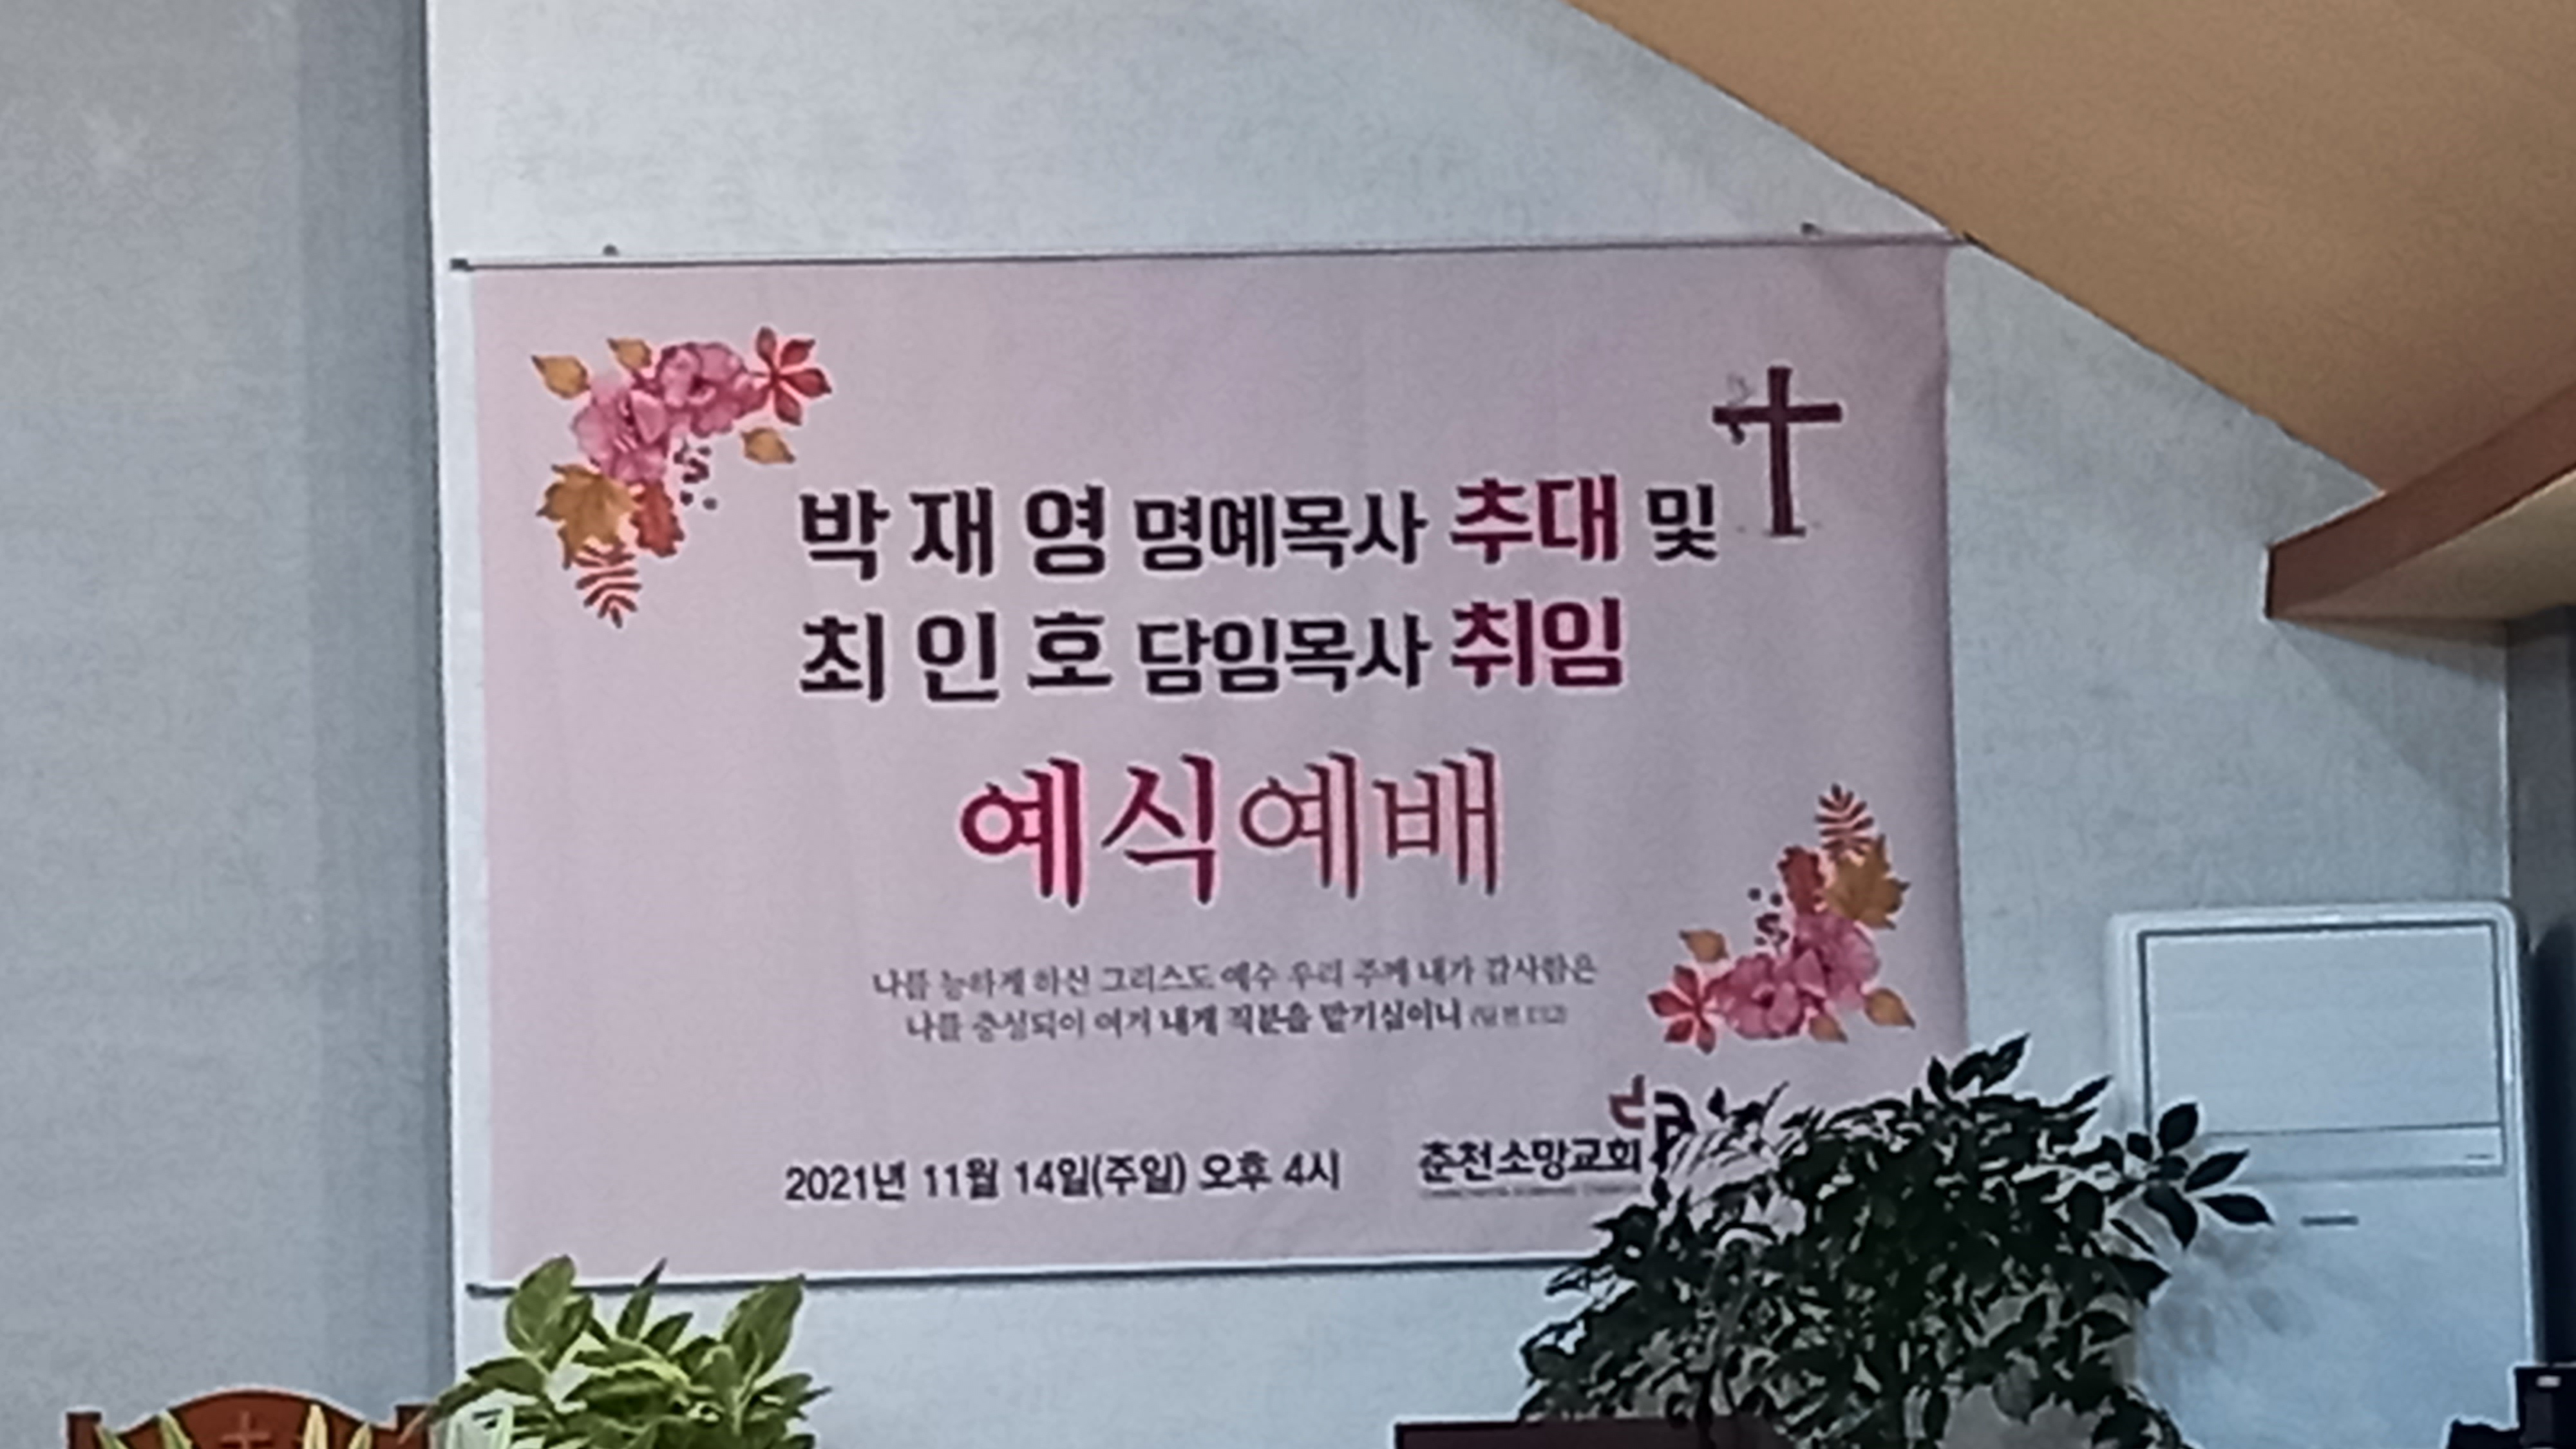 박재영 명예목사 추대 및
최인호 담임목사 취임
예식예배
나를 능하게 하신 그리스도 예수 우리 주께 내가 감사함은
나를 충성되이 여겨 내게 직분을 맡기심이니
2021년 11월 14일(주일) 오후 4시
춘천소망교회